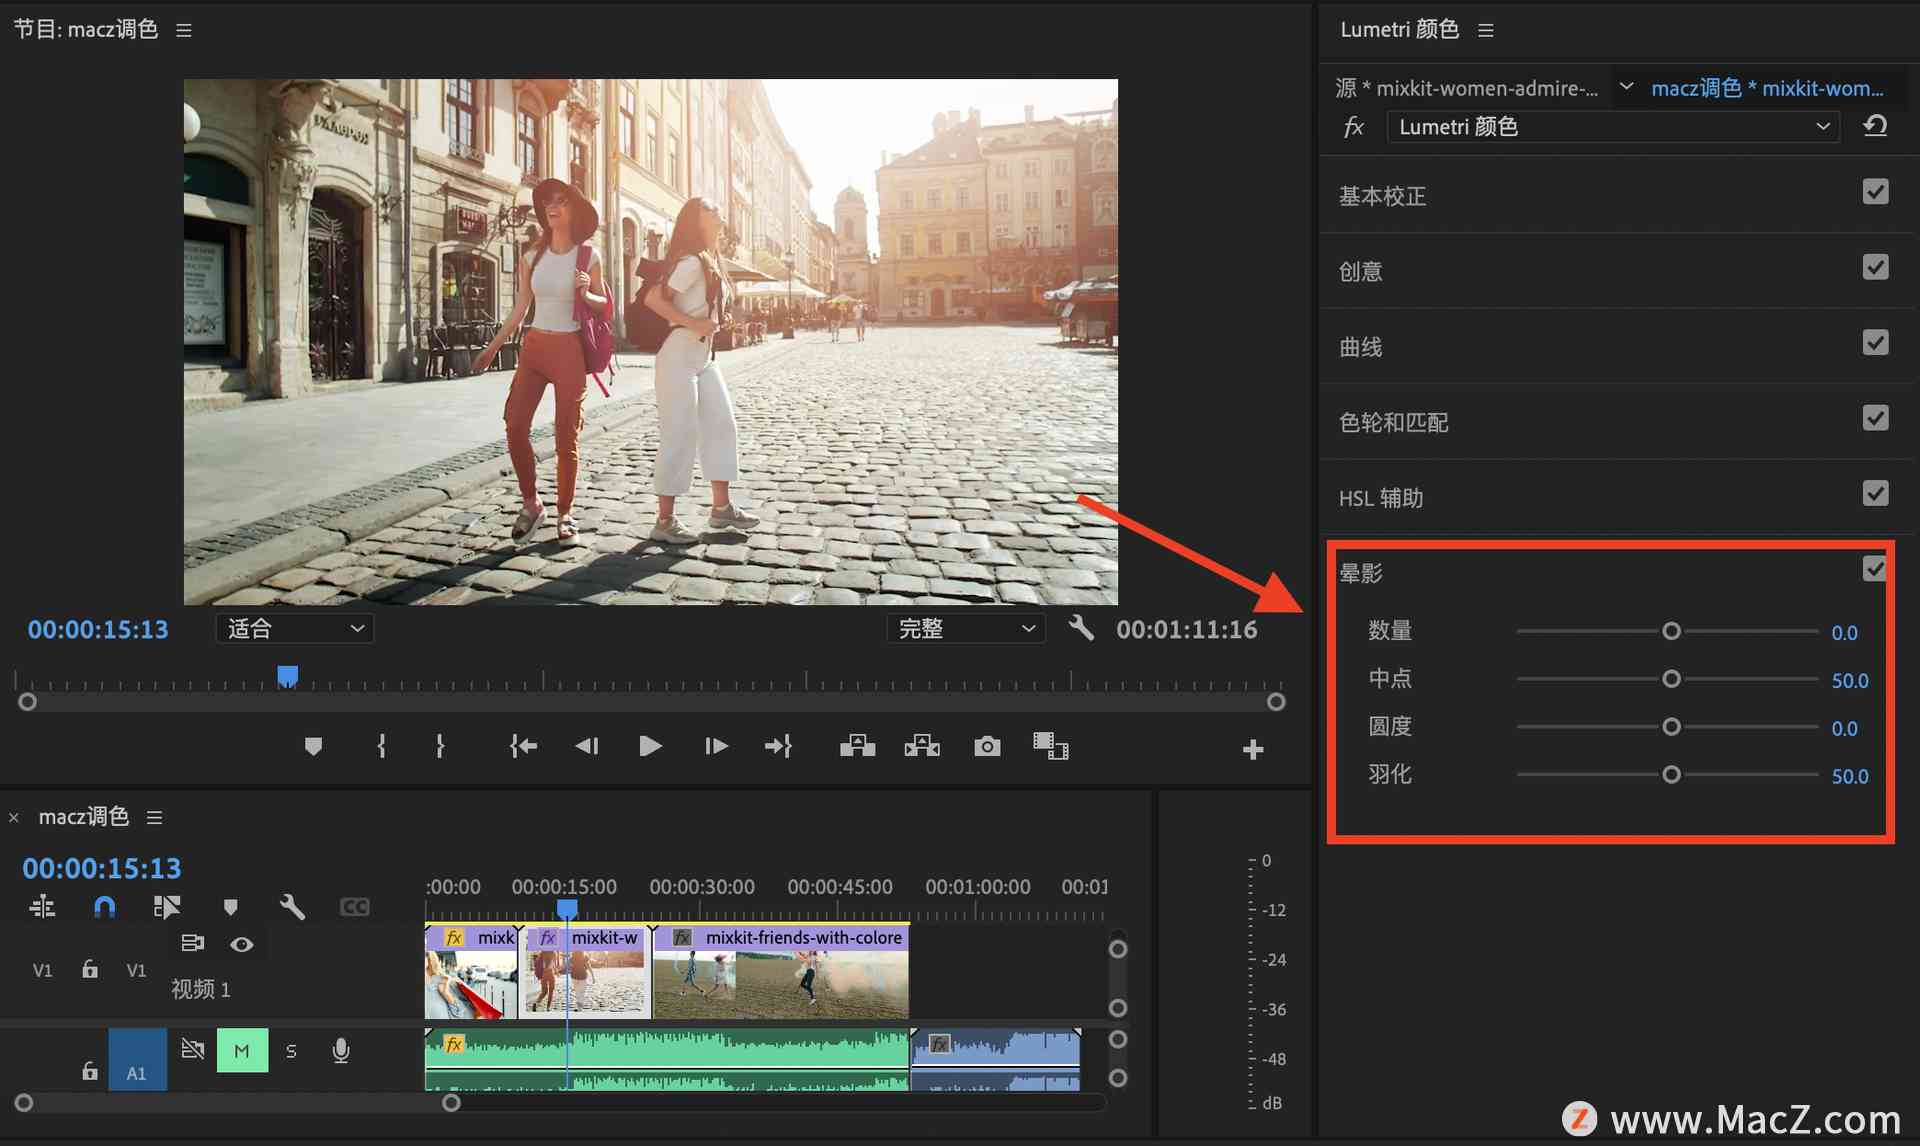 节目: macz调色
Lumetri 颜色
源 * mixkit-women-admire-...
macz调色 * mixkit-wom...
fx
Lumetri 颜色
基本校正
创意
曲线
色轮和匹配
HSL 辅助
晕影
数量
0.0
中点
50.0
圆度
0.0
羽化
50.0
00:00:15:13
适合
完整
00:01:11:16
× macz调色
00:00:15:13
:00:00
00:00:15:00
00:00:30:00
00:00:45:00
00:01:00:00
00:01
CC
fx mixk
fx mixkit-w
fx mixkit-friends-with-colore
V1
V1
视频 1
A1
M
S
fx
fx
0
-12
-24
-36
-48
dB
Z www.MacZ.com